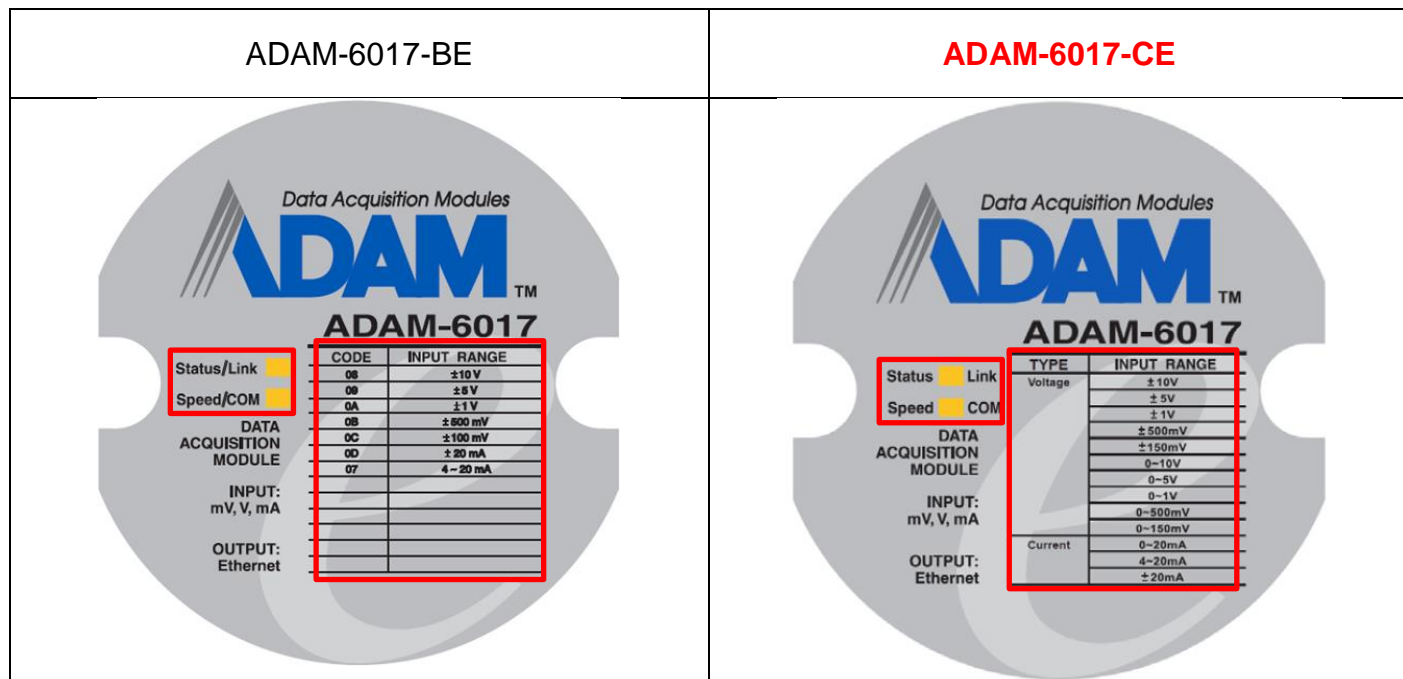 ADAM-6017-BE
Data Acquisition Modules
ADAM TM
ADAM-6017
CODE INPUT RANGE
08 ±10 V
09 ±5 V
0A ±1 V
0B ±500 mV
0C ±100 mV
0D ± 20 mA
07 4 ~ 20 mA
Status/Link
Speed/COM
DATA
ACQUISITION
MODULE
INPUT:
mV, V, mA
OUTPUT:
Ethernet
ADAM-6017-CE
Data Acquisition Modules
ADAM TM
ADAM-6017
TYPE INPUT RANGE
Voltage ±10V
±5V
±1V
±500mV
±150mV
0~10V
0~5V
0~1V
0~500mV
0~150mV
Current 0~20mA
4~20mA
±20mA
Status Link
Speed COM
DATA
ACQUISITION
MODULE
INPUT:
mV, V, mA
OUTPUT:
Ethernet